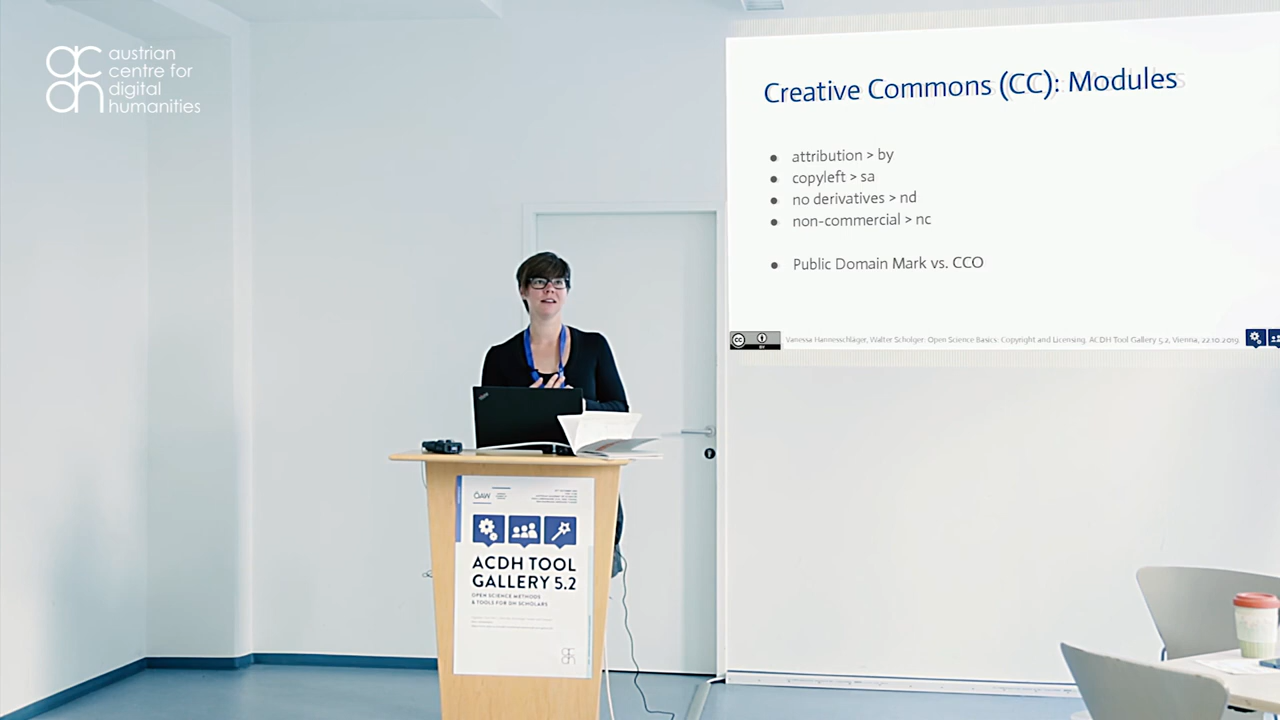 austrian
centre for
digital
humanities
Creative Commons (CC): Modules
attribution > by
copyleft > sa
no derivatives > nd
non-commercial > nc
Public Domain Mark vs. CC0
Vanessa Hannesschläger, Walter Scholger: Open Science Basics: Copyright and Licensing. ACDH Tool Gallery 5.2, Vienna, 22.10.2019
BY
ÖAW
ACDH TOOL
GALLERY 5.2
OPEN SCIENCE METHODS
& TOOLS FOR DH SCHOLARS